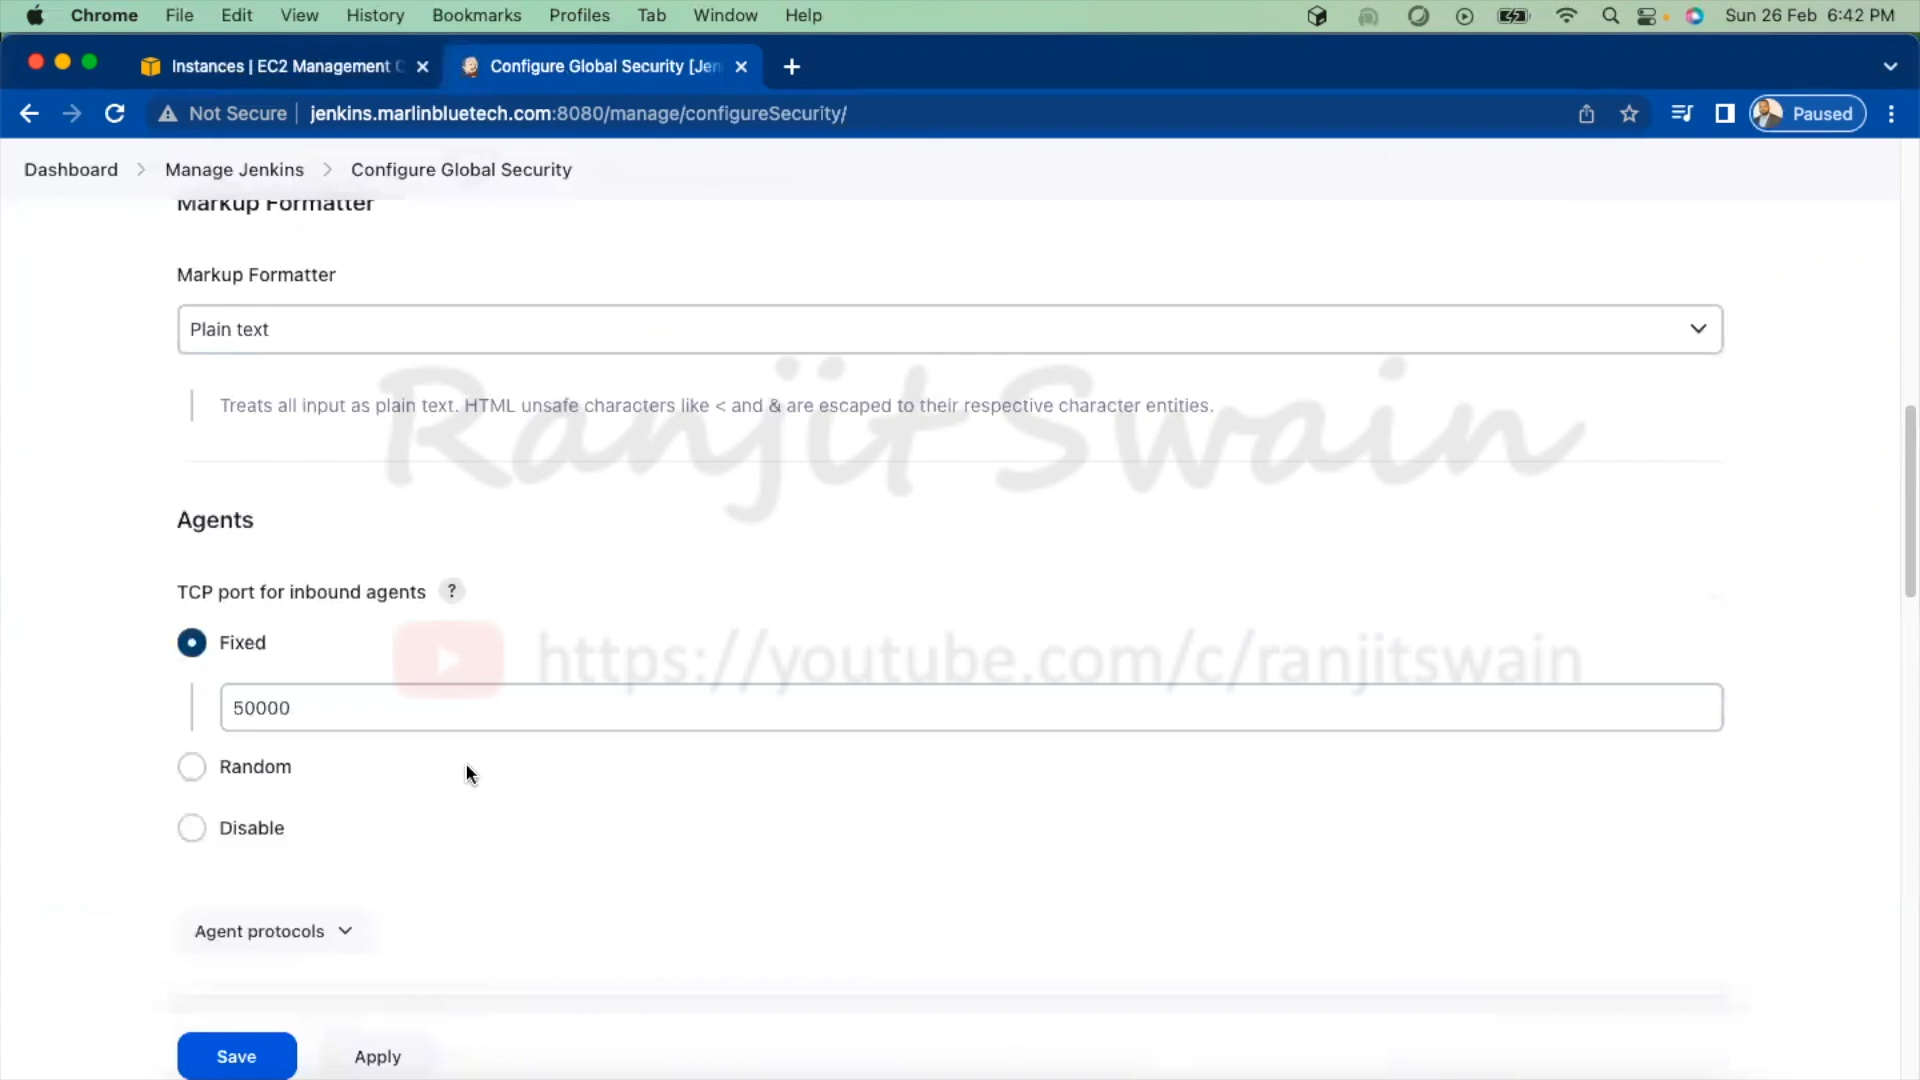 Chrome File Edit View History Bookmarks Profiles Tab Window Help Sun 26 Feb 6:42 PM
Instances | EC2 Management C Configure Global Security [Jen
Not Secure jenkins.marlinbluetech.com:8080/manage/configureSecurity/ Paused
Dashboard Manage Jenkins Configure Global Security
Markup Formatter
Markup Formatter
Plain text
Treats all input as plain text. HTML unsafe characters like < and & are escaped to their respective character entities.
Ranjit Swain
Agents
TCP port for inbound agents ?
Fixed
https://youtube.com/c/ranjitswain
50000
Random
Disable
Agent protocols
Save Apply